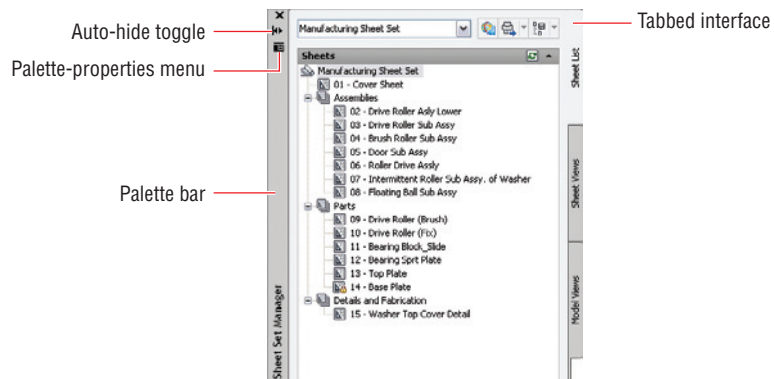 Auto-hide toggle
Palette-properties menu
Palette bar
Tabbed interface
Manufacturing Sheet Set
Sheets
Manufacturing Sheet Set
01 - Cover Sheet
Assemblies
02 - Drive Roller Asly Lower
03 - Drive Roller Sub Assy
04 - Brush Roller Sub Assy
05 - Door Sub Assy
06 - Roller Drive Assly
07 - Intermittent Roller Sub Assy. of Washer
08 - Floating Ball Sub Assy
Parts
09 - Drive Roller (Brush)
10 - Drive Roller (Fix)
11 - Bearing Block_Slide
12 - Bearing Sprt Plate
13 - Top Plate
14 - Base Plate
Details and Fabrication
15 - Washer Top Cover Detail
Sheet List
Sheet Views
Model Views
Sheet Set Manager